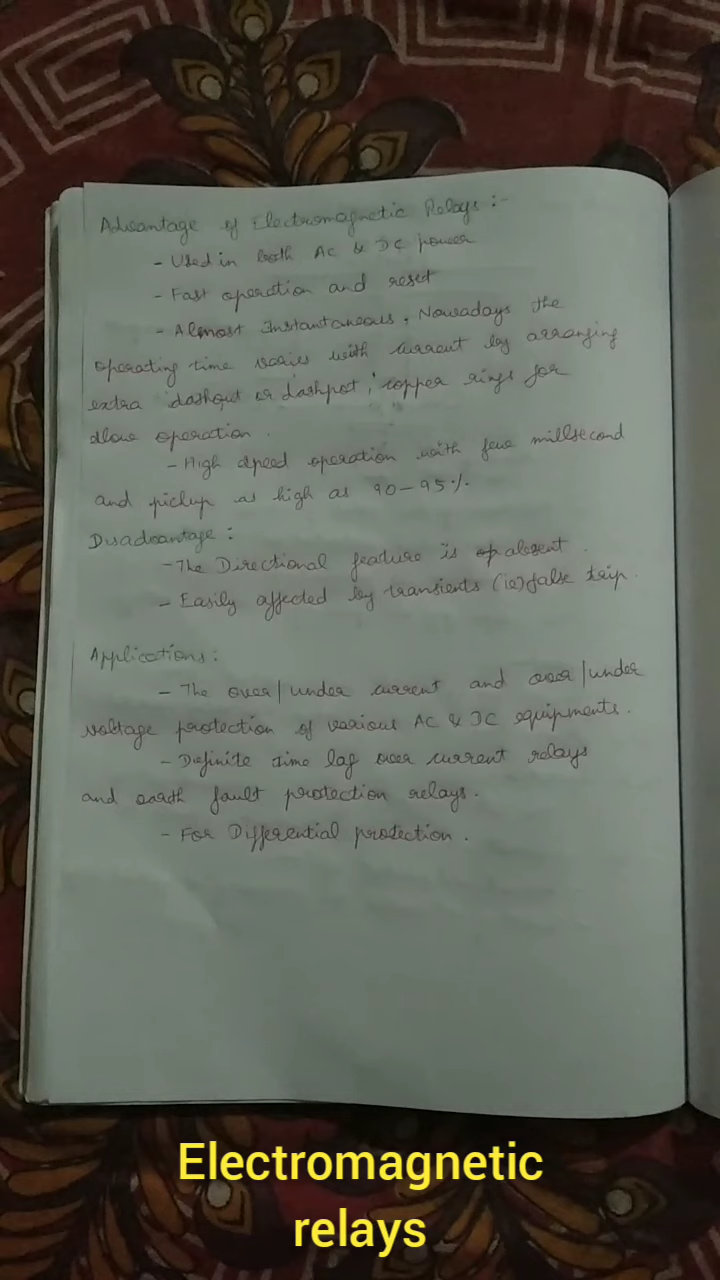 Advantage of Electromagnetic Relays :-
- Used in both AC & DC power
- Fast operation and reset
- Almost Instantaneous, Nowadays the
operating time varies with current by arranging
extra dashout or dashpot, copper rings for
slow operation.
- High speed operation with few millsecond
and pickup as high as 90-95%.
Disadvantage :
- The Directional feature is absent.
- Easily affected by transients (ie) false trip.
Applications :
- The over/under current and over/under
voltage protection of various AC & DC equipments.
- Definite time lag over current relays
and earth fault protection relays.
- For Differential protection.
Electromagnetic
relays